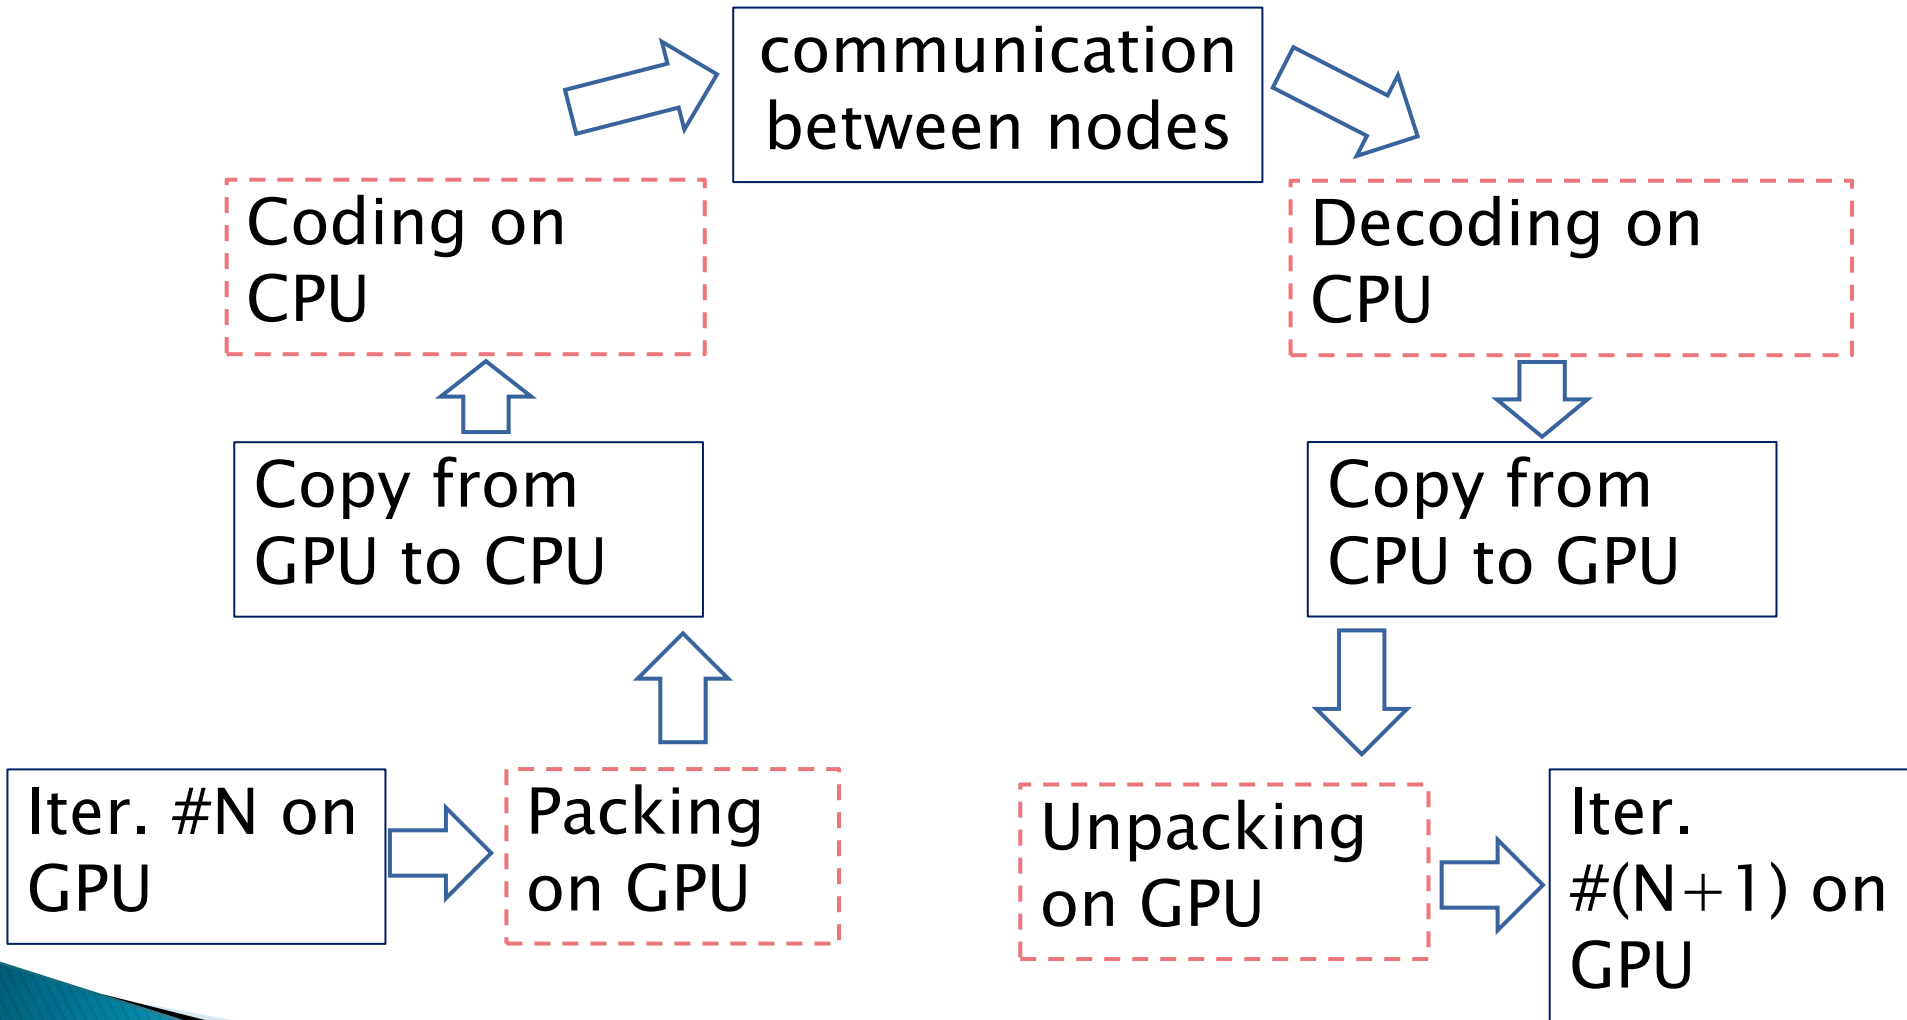 communication
between nodes
Coding on
CPU
Decoding on
CPU
Copy from
GPU to CPU
Copy from
CPU to GPU
Iter. #N on
GPU
Packing
on GPU
Unpacking
on GPU
Iter.
#(N+1) on
GPU